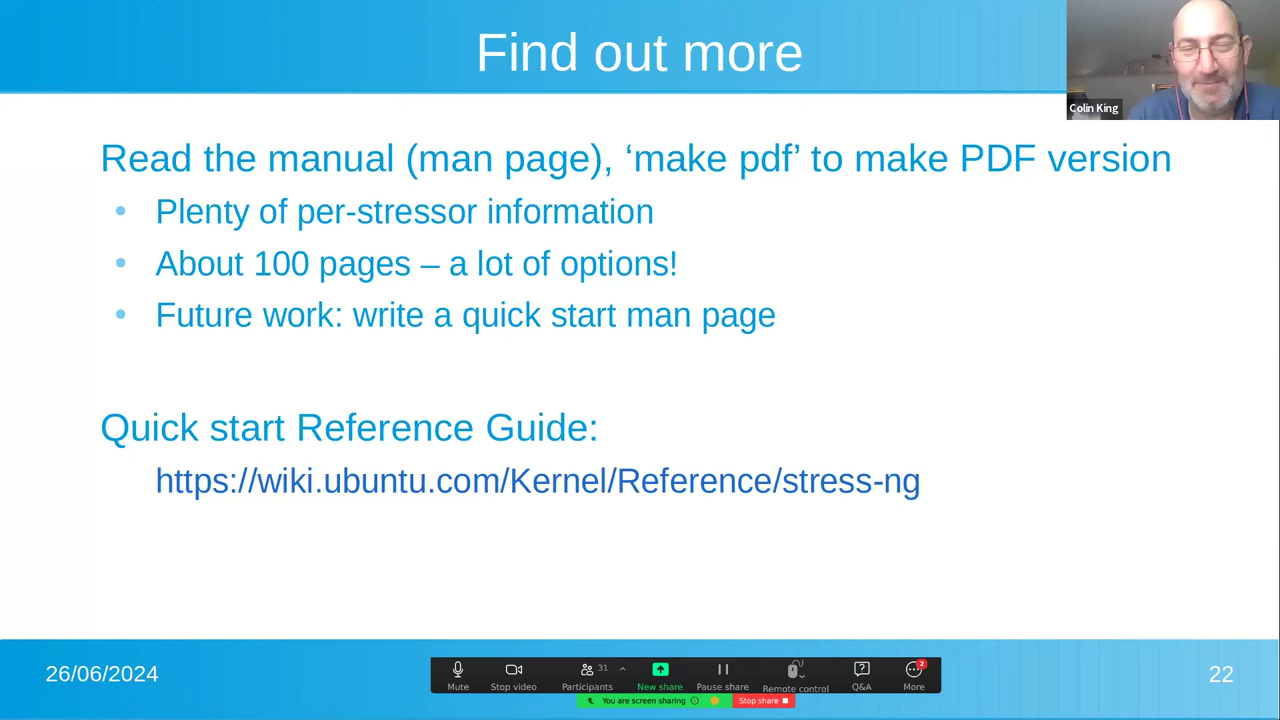 Find out more
Colin King
Read the manual (man page), ‘make pdf’ to make PDF version
• Plenty of per-stressor information
• About 100 pages – a lot of options!
• Future work: write a quick start man page
Quick start Reference Guide:
https://wiki.ubuntu.com/Kernel/Reference/stress-ng
26/06/2024
31
2
Mute
Stop video
Participants
New share
Pause share
Remote control
Q&A
More
You are screen sharing
Stop share
22